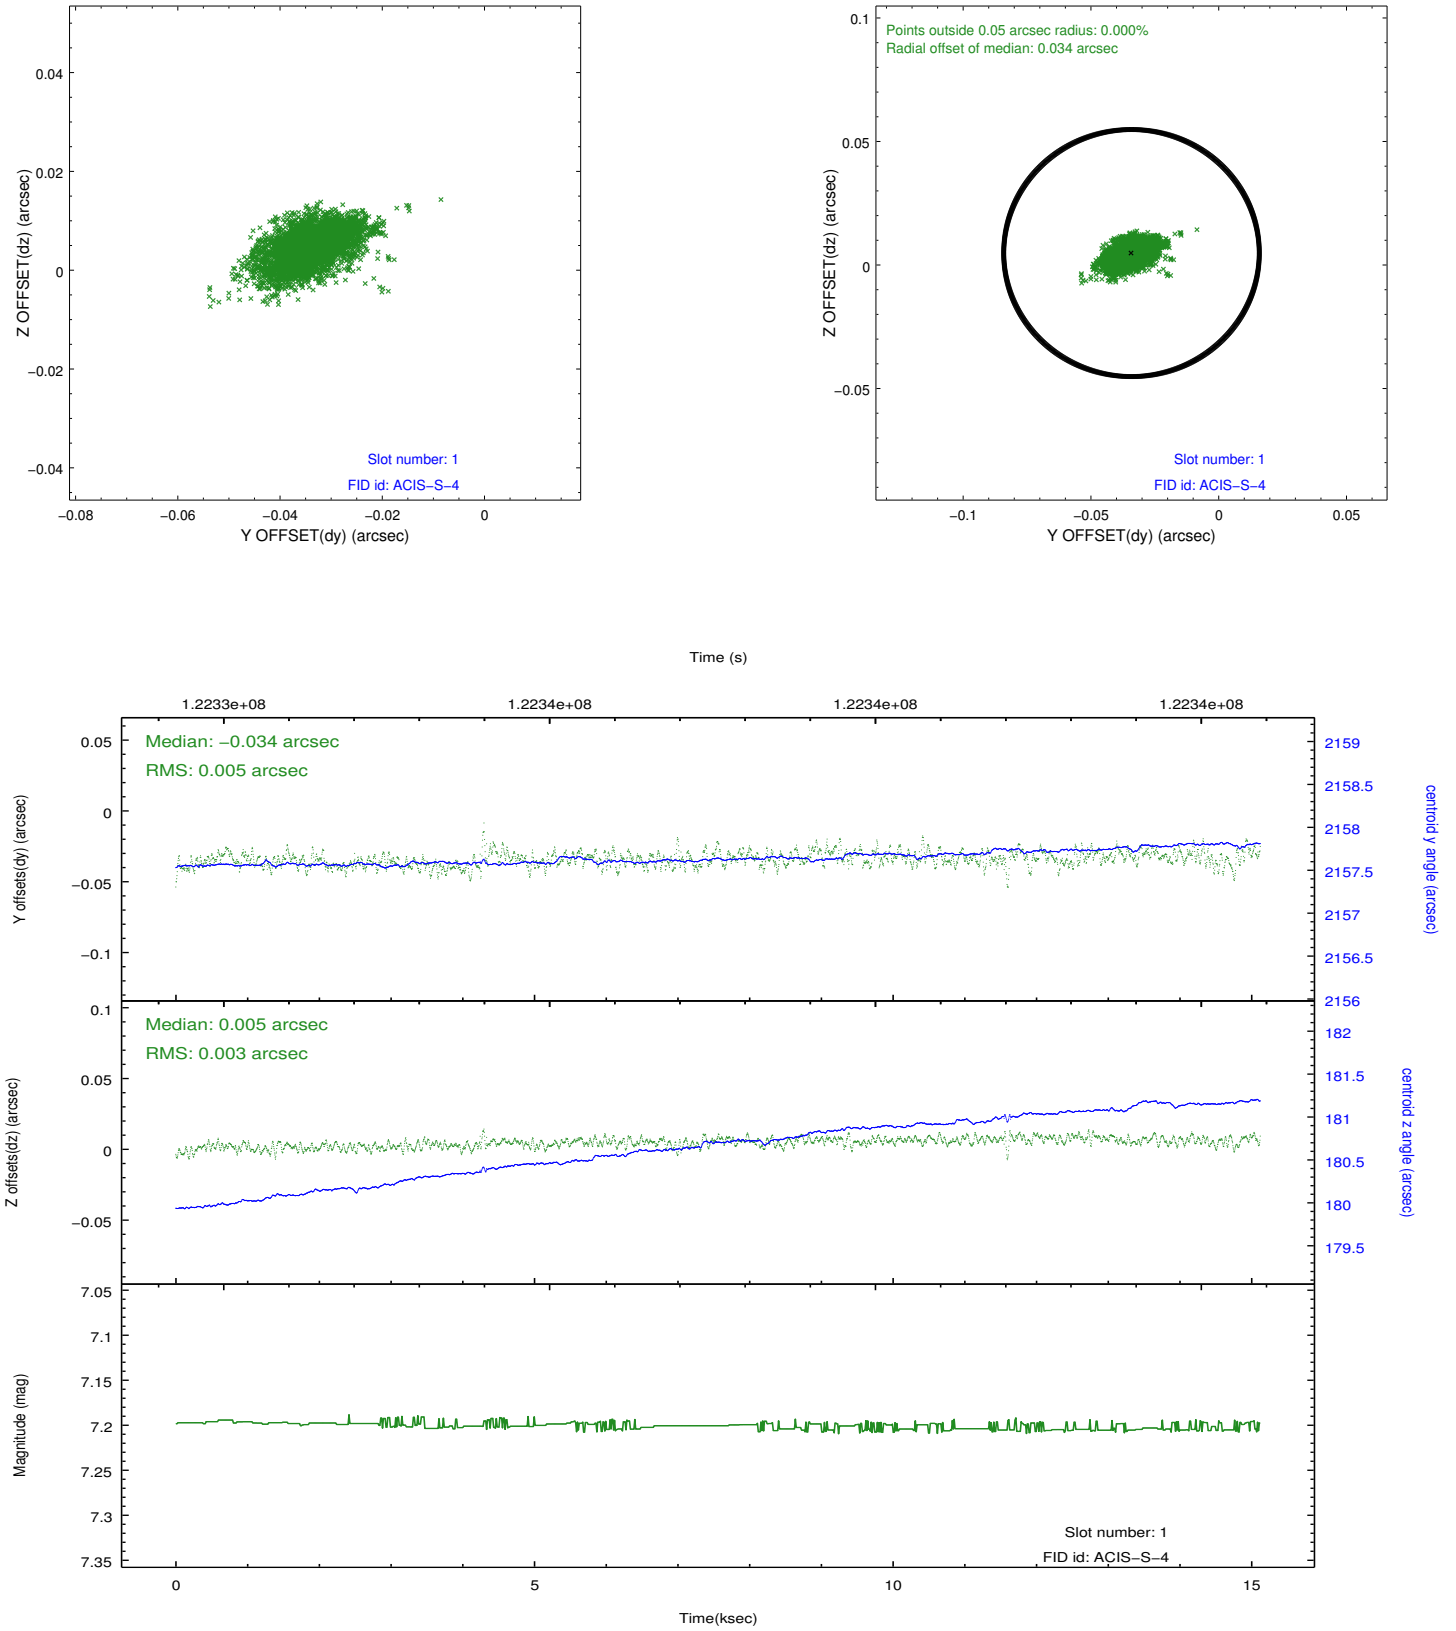 0.04
0.02
0
−0.02
−0.04
−0.08
−0.06
−0.04
−0.02
0
Z OFFSET(dz) (arcsec)
Y OFFSET(dy) (arcsec)
Slot number: 1
FID id: ACIS−S−4
Points outside 0.05 arcsec radius: 0.000%
Radial offset of median: 0.034 arcsec
0.1
0.05
0
−0.05
−0.1
−0.05
0
0.05
Z OFFSET(dz) (arcsec)
Y OFFSET(dy) (arcsec)
Slot number: 1
FID id: ACIS−S−4
Time (s)
1.2233e+08
1.2234e+08
1.2234e+08
1.2234e+08
Median: −0.034 arcsec
RMS: 0.005 arcsec
0.05
0
−0.05
−0.1
Y offsets(dy) (arcsec)
2159
2158.5
2158
2157.5
2157
2156.5
2156
centroid y angle (arcsec)
Median: 0.005 arcsec
RMS: 0.003 arcsec
0.1
0.05
0
−0.05
Z offsets(dz) (arcsec)
182
181.5
181
180.5
180
179.5
centroid z angle (arcsec)
7.05
7.1
7.15
7.2
7.25
7.3
7.35
Magnitude (mag)
Slot number: 1
FID id: ACIS−S−4
0
5
10
15
Time(ksec)